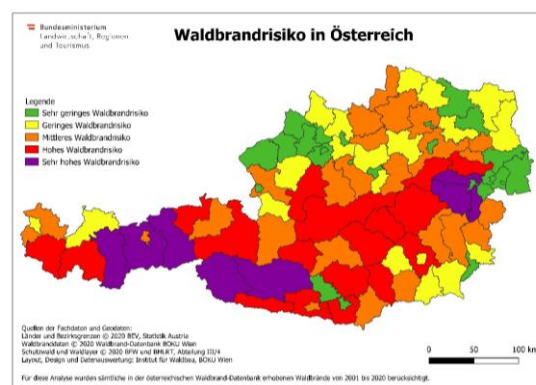 Bundesministerium
Landwirtschaft, Regionen
und Tourismus
Waldbrandrisiko in Österreich
Legende
Sehr geringes Waldbrandrisiko
Geringes Waldbrandrisiko
Mittleres Waldbrandrisiko
Hohes Waldbrandrisiko
Sehr hohes Waldbrandrisiko
Quellen der Fachdaten und Geodaten:
Länder und Bezirksgrenzen © 2020 BEV, Statistik Austria
Waldbranddaten © 2020 Waldbrand-Datenbank BOKU Wien
Schutzwald und Waldlayer © 2020 BFW und BMLRT, Abteilung III/4
Layout, Design und Datenauswertung: Institut für Waldbau, BOKU Wien
0 50 100 km
Für diese Analyse wurden sämtliche in der österreichischen Waldbrand-Datenbank erhobenen Waldbrände von 2001 bis 2020 berücksichtigt.